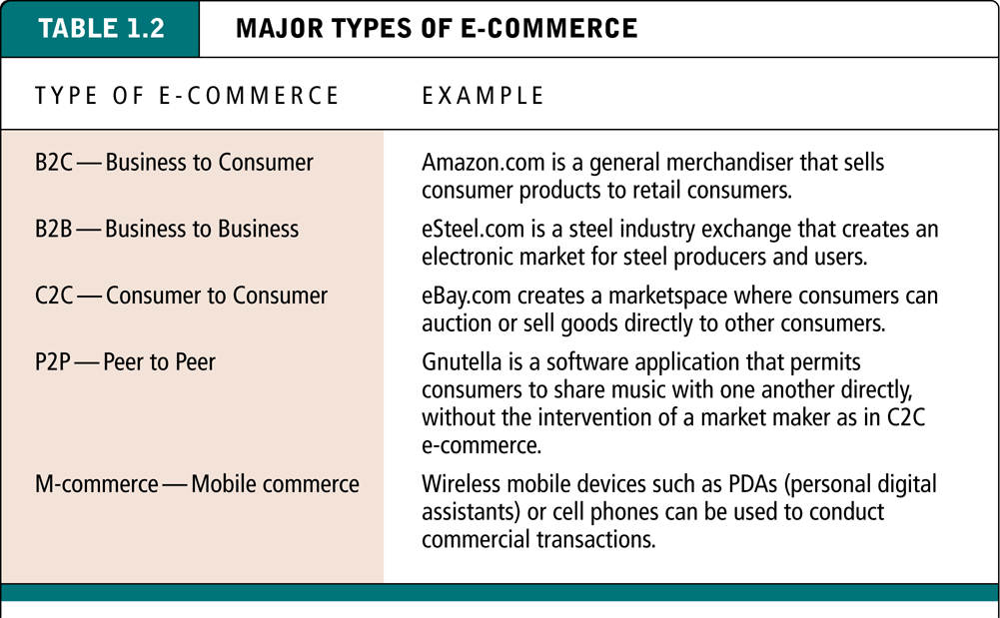 TABLE 1.2 MAJOR TYPES OF E-COMMERCE
TYPE OF E-COMMERCE EXAMPLE
B2C — Business to Consumer Amazon.com is a general merchandiser that sells
consumer products to retail consumers.
B2B — Business to Business eSteel.com is a steel industry exchange that creates an
electronic market for steel producers and users.
C2C — Consumer to Consumer eBay.com creates a marketspace where consumers can
auction or sell goods directly to other consumers.
P2P — Peer to Peer Gnutella is a software application that permits
consumers to share music with one another directly,
without the intervention of a market maker as in C2C
e-commerce.
M-commerce — Mobile commerce Wireless mobile devices such as PDAs (personal digital
assistants) or cell phones can be used to conduct
commercial transactions.